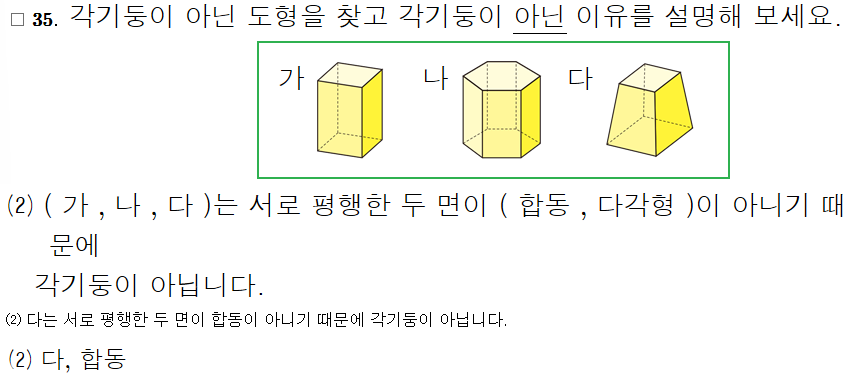 □ 35. 각기둥이 아닌 도형을 찾고 각기둥이 아닌 이유를 설명해 보세요.
가 나 다
⑵ ( 가 , 나 , 다 )는 서로 평행한 두 면이 ( 합동 , 다각형 )이 아니기 때
문에
각기둥이 아닙니다.
⑵ 다는 서로 평행한 두 면이 합동이 아니기 때문에 각기둥이 아닙니다.
⑵ 다, 합동